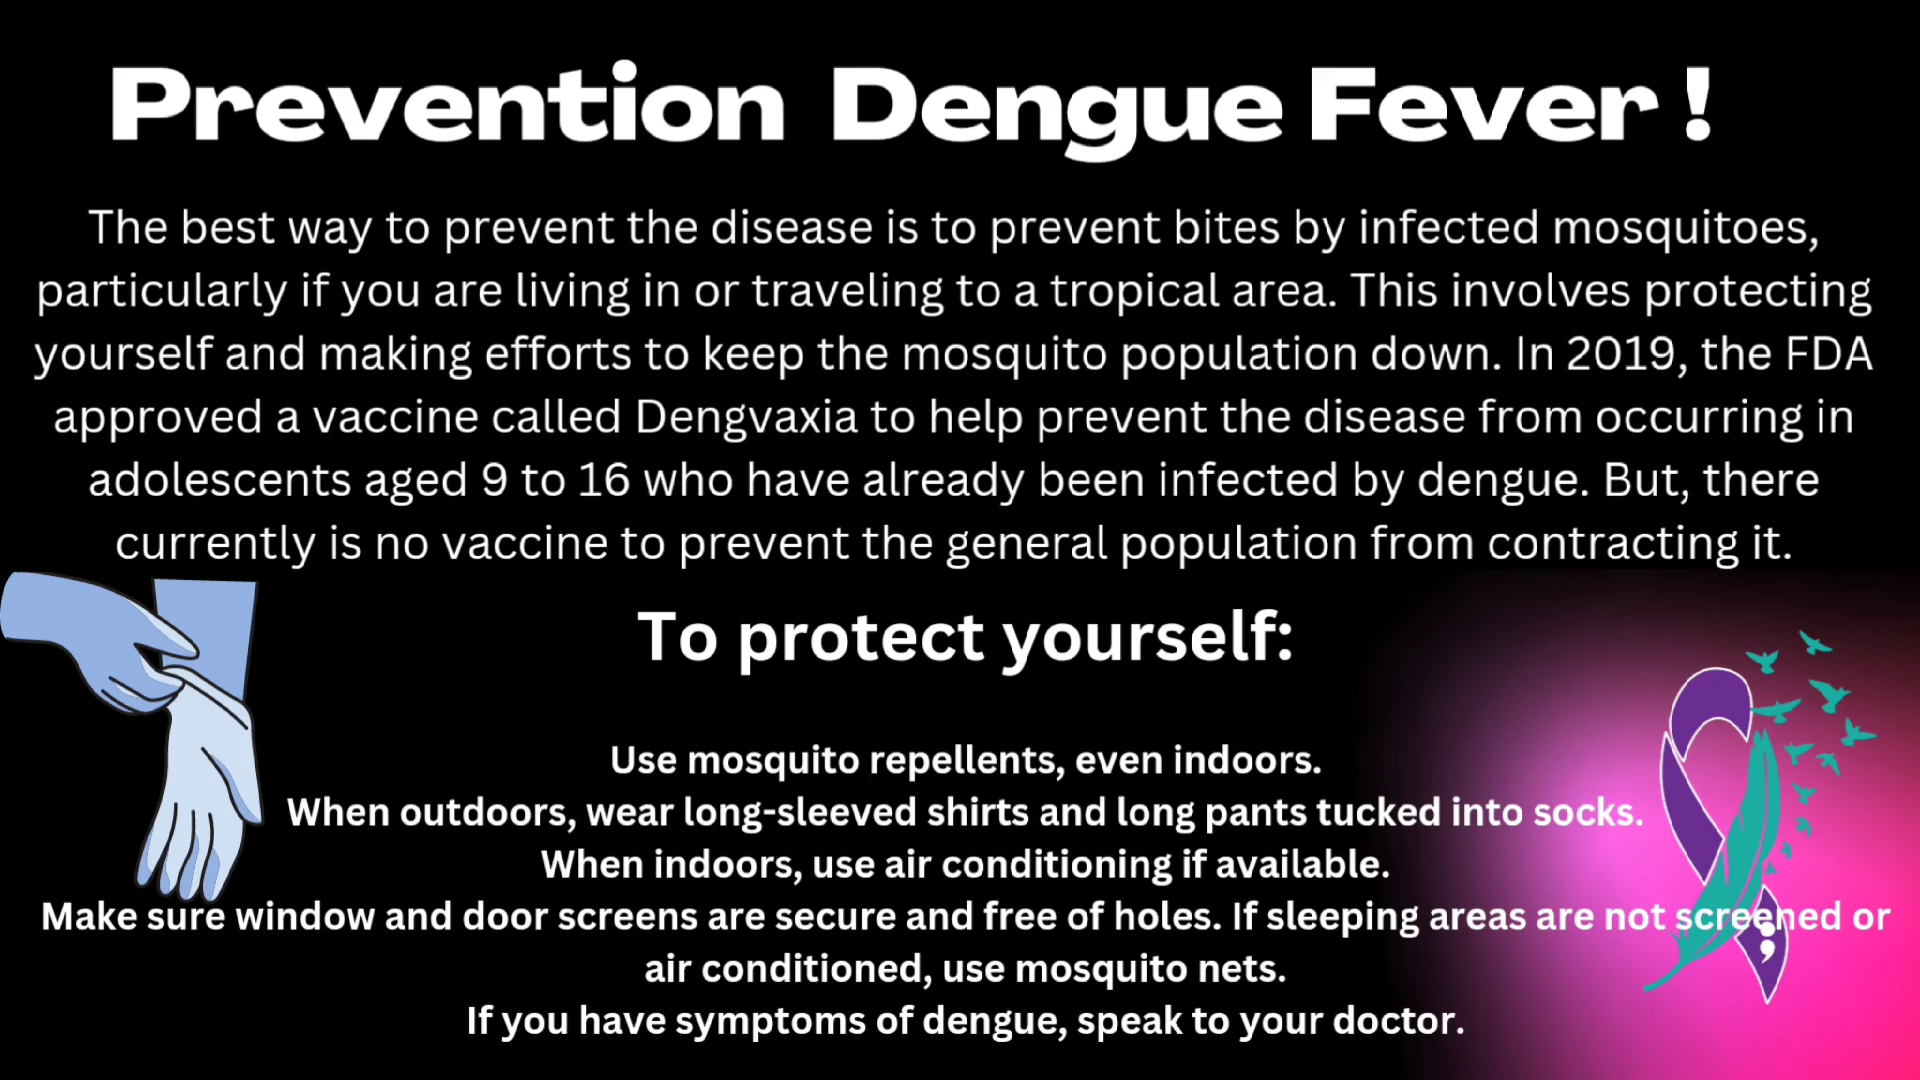 Prevention Dengue Fever !
The best way to prevent the disease is to prevent bites by infected mosquitoes,
particularly if you are living in or traveling to a tropical area. This involves protecting
yourself and making efforts to keep the mosquito population down. In 2019, the FDA
approved a vaccine called Dengvaxia to help prevent the disease from occurring in
adolescents aged 9 to 16 who have already been infected by dengue. But, there
currently is no vaccine to prevent the general population from contracting it.
To protect yourself:
Use mosquito repellents, even indoors.
When outdoors, wear long-sleeved shirts and long pants tucked into socks.
When indoors, use air conditioning if available.
Make sure window and door screens are secure and free of holes. If sleeping areas are not screened or
air conditioned, use mosquito nets.
If you have symptoms of dengue, speak to your doctor.